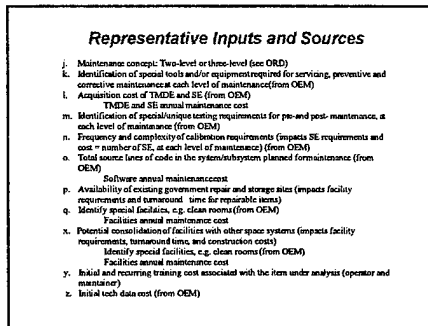 Representative Inputs and Sources
j. Maintenance concept: Two-level or three-level (see ORD)
k. Identification of special tools and/or equipment required for servicing, preventive and
corrective maintenance at each level of maintenance (from OEM)
l. Acquisition cost of TMDE and SE (from OEM)
TMDE and SE annual maintenance cost
m. Identification of special/unique testing requirements for pre-and post- maintenance, at
each level of maintenance (from OEM)
n. Frequency and complexity of calibration requirements (impacts SE requirements and
cost = number of SE, at each level of maintenance) (from OEM)
o. Total source lines of code in the system/subsystem planned for maintenance (from
OEM)
Software annual maintenance cost
p. Availability of existing government repair and storage sites (impacts facility
requirements and turnaround time for repairable items)
q. Identify special facilities, e.g. clean rooms (from OEM)
Facilities annual maintenance cost
x. Potential consolidation of facilities with other space systems (impacts facility
requirements, turnaround time, and construction costs)
Identify special facilities, e.g. clean rooms (from OEM)
Facilities annual maintenance cost
y. Initial and recurring training cost associated with the item under analysis (operator and
maintainer)
z. Initial tech data cost (from OEM)